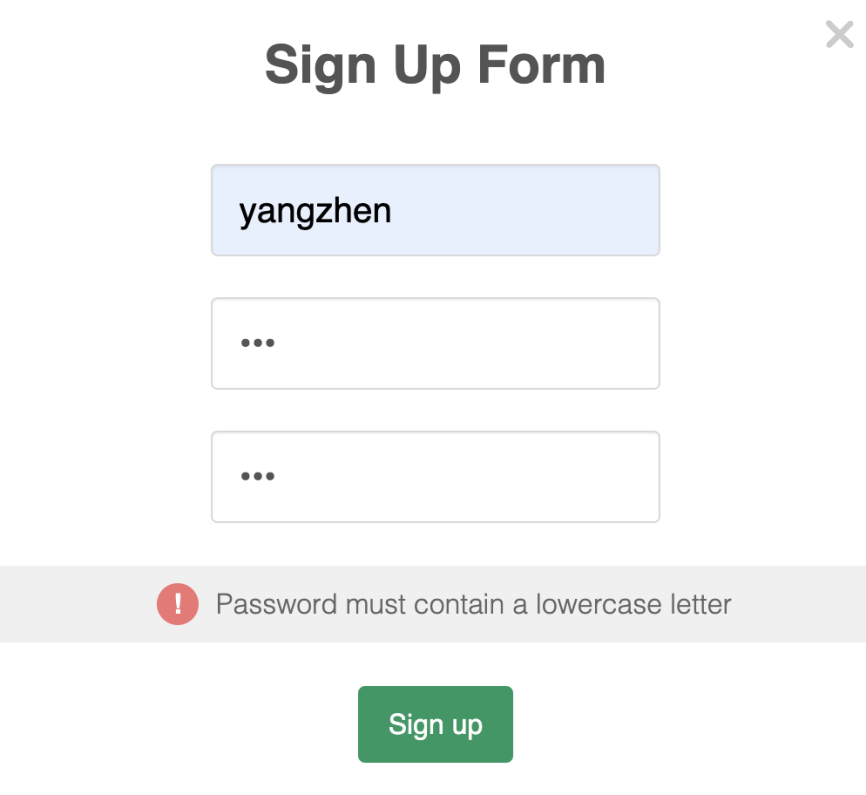 Sign Up Form
yangzhen
•••
•••
Password must contain a lowercase letter
Sign up